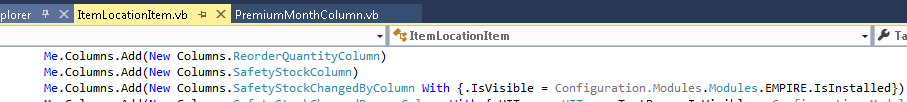 plorer ItemLocationItem.vb PremiumMonthColumn.vb
ItemLocationItem Ta
Me.Columns.Add(New Columns.ReorderQuantityColumn)
Me.Columns.Add(New Columns.SafetyStockColumn)
Me.Columns.Add(New Columns.SafetyStockChangedByColumn With {.IsVisible = Configuration.Modules.Modules.EMPIRE.IsInstalled})